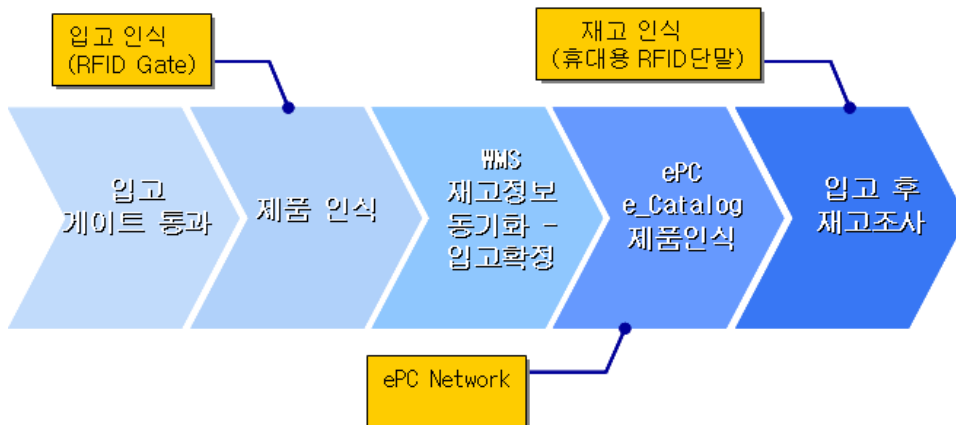 입고 인식
(RFID Gate)
재고 인식
(휴대용 RFID단말)
입고
게이트 통과
제품 인식
WMS
재고정보
동기화 -
입고확정
ePC
e_Catalog
제품인식
입고 후
재고조사
ePC Network